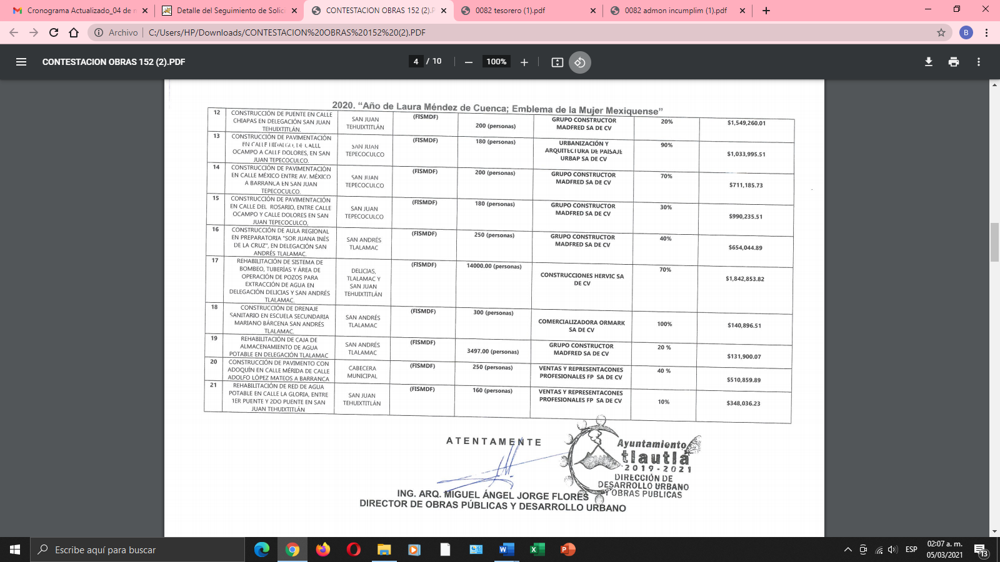 Cronograma Actualizado_04 de m
Detalle del Seguimiento de Solici
CONTESTACION OBRAS 152 (2).P
0082 tesorero (1).pdf
0082 admon incumplim (1).pdf
Archivo
C:/Users/HP/Downloads/CONTESTACION%20OBRAS%20152%20(2).PDF
B
CONTESTACION OBRAS 152 (2).PDF
4 / 10
100%
2020. “Año de Laura Méndez de Cuenca; Emblema de la Mujer Mexiquense”
12
CONSTRUCCIÓN DE PUENTE EN CALLE
CHIAPAS EN DELEGACIÓN SAN JUAN
TEHUIXTITLÁN.
SAN JUAN
TEHUIXTITLÁN
(FISMDF)
200 (personas)
GRUPO CONSTRUCTOR
MADFRED SA DE CV
20%
$1,549,260.01
13
CONSTRUCCIÓN DE PAVIMENTACIÓN
EN CALLE HIDALGO, DE CALLE
OCAMPO A CALLE DOLORES, EN SAN
JUAN TEPECOCULCO.
SAN JUAN
TEPECOCULCO
(FISMDF)
180 (personas)
URBANIZACIÓN Y
ARQUITECTURA DE PAISAJE
URBAP SA DE CV
90%
$1,033,995.51
14
CONSTRUCCIÓN DE PAVIMENTACIÓN
EN CALLE MÉXICO ENTRE AV. MÉXICO
A BARRANCA EN SAN JUAN
TEPECOCULCO.
SAN JUAN
TEPECOCULCO
(FISMDF)
200 (personas)
GRUPO CONSTRUCTOR
MADFRED SA DE CV
70%
$711,185.73
15
CONSTRUCCIÓN DE PAVIMENTACIÓN
EN CALLE DEL ROSARIO, ENTRE CALLE
OCAMPO Y CALLE DOLORES EN SAN
JUAN TEPECOCULCO,
SAN JUAN
TEPECOCULCO
(FISMDF)
180 (personas)
GRUPO CONSTRUCTOR
MADFRED SA DE CV
30%
$990,235.51
16
CONSTRUCCIÓN DE AULA REGIONAL
EN PREPARATORIA "SOR JUANA INÉS
DE LA CRUZ", EN DELEGACIÓN SAN
ANDRÉS TLALAMAC.
SAN ANDRÉS
TLALAMAC
(FISMDF)
250 (personas)
GRUPO CONSTRUCTOR
MADFRED SA DE CV
40%
$654,044.89
17
REHABILITACIÓN DE SISTEMA DE
BOMBEO, TUBERÍAS Y ÁREA DE
OPERACIÓN DE POZOS PARA
EXTRACCIÓN DE AGUA EN
DELEGACIÓN DELICIAS Y SAN ANDRÉS
TLALAMAC.
DELICIAS,
TLALAMAC Y
SAN JUAN
TEHUIXTITLÁN
(FISMDF)
14000.00 (personas)
CONSTRUCCIONES HERVIC SA
DE CV
70%
$1,842,853.82
18
CONSTRUCCIÓN DE DRENAJE
SANITARIO EN ESCUELA SECUNDARIA
MARIANO BÁRCENA SAN ANDRÉS
TLALAMAC.
SAN ANDRÉS
TLALAMAC
(FISMDF)
300 (personas)
COMERCIALIZADORA ORMARK
SA DE CV
100%
$140,896.51
19
REHABILITACIÓN DE CAJA DE
ALMACENAMIENTO DE AGUA
POTABLE EN DELEGACIÓN TLALAMAC
SAN ANDRÉS
TLALAMAC
(FISMDF)
3497.00 (personas)
GRUPO CONSTRUCTOR
MADFRED SA DE CV
20 %
$131,900.07
20
CONSTRUCCIÓN DE PAVIMENTO CON
ADOQUÍN EN CALLE MÉRIDA DE CALLE
ADOLFO LÓPEZ MATEOS A BARRANCA
CABECERA
MUNICIPAL
(FISMDF)
250 (personas)
VENTAS Y REPRESENTACONES
PROFESIONALES FP SA DE CV
40 %
$510,859.89
21
REHABILITACIÓN DE RED DE AGUA
POTABLE EN CALLE LA GLORIA, ENTRE
1ER PUENTE Y 2DO PUENTE EN SAN
JUAN TEHUIXTITLÁN
SAN JUAN
TEHUIXTITLÁN
(FISMDF)
160 (personas)
VENTAS Y REPRESENTACONES
PROFESIONALES FP SA DE CV
10%
$348,036.23
ATENTAMENTE
Ayuntamiento
tlautla
2019-2021
DIRECCIÓN DE
DESARROLLO URBANO
Y OBRAS PUBLICAS
ING. ARQ. MIGUEL ÁNGEL JORGE FLORES
DIRECTOR DE OBRAS PÚBLICAS Y DESARROLLO URBANO
Escribe aquí para buscar
ESP
02:07 a. m.
05/03/2021
13